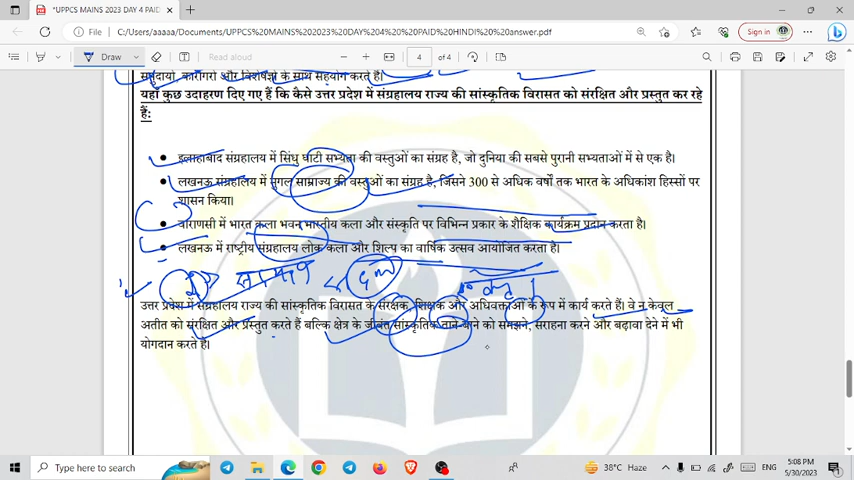 *UPPCS MAINS 2023 DAY 4 PAID
File
C:/Users/aaaaa/Documents/UPPCS%20MAINS%202023%20DAY%204%20%20PAID%20HINDI%20%20answer.pdf
Sign in
Draw
Read aloud
4 of 4
समुदायों, कारीगरों और विशेषज्ञों के साथ सहयोग करते हैं।
यहाँ कुछ उदाहरण दिए गए हैं कि कैसे उत्तर प्रदेश में संग्रहालय राज्य की सांस्कृतिक विरासत को संरक्षित और प्रस्तुत कर रहे
हैं:
● इलाहाबाद संग्रहालय में सिंधु घाटी सभ्यता की वस्तुओं का संग्रह है, जो दुनिया की सबसे पुरानी सभ्यताओं में से एक है।
● लखनऊ संग्रहालय में मुगल साम्राज्य की वस्तुओं का संग्रह है, जिसने 300 से अधिक वर्षों तक भारत के अधिकांश हिस्सों पर
शासन किया।
● वाराणसी में भारत कला भवन भारतीय कला और संस्कृति पर विभिन्न प्रकार के शैक्षिक कार्यक्रम प्रदान करता है।
● लखनऊ में राष्ट्रीय संग्रहालय लोक कला और शिल्प का वार्षिक उत्सव आयोजित करता है।
उत्तर प्रदेश में संग्रहालय राज्य की सांस्कृतिक विरासत के संरक्षक, शिक्षक और अधिवक्ताओं के रूप में कार्य करते हैं। वे न केवल
अतीत को संरक्षित और प्रस्तुत करते हैं बल्कि क्षेत्र के जीवंत सांस्कृतिक ताने-बाने को समझने, सराहना करने और बढ़ावा देने में भी
योगदान करते हैं।
Type here to search
38°C Haze
ENG
5:08 PM
5/30/2023